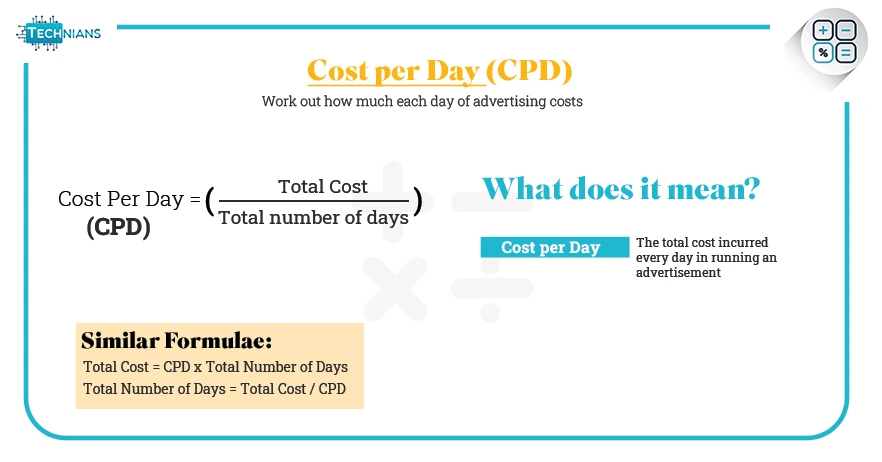 TECHNIANS
Cost per Day (CPD)
Work out how much each day of advertising costs
Cost Per Day = ( Total Cost
Total number of days )
(CPD)
What does it mean?
Cost per Day
The total cost incurred
every day in running an
advertisement
Similar Formulae:
Total Cost = CPD x Total Number of Days
Total Number of Days = Total Cost / CPD
+ −
% =